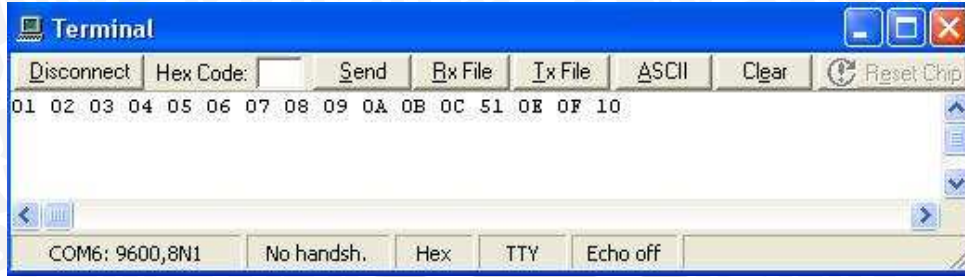 Terminal
Disconnect Hex Code: Send Rx File Tx File ASCII Clear Reset Chip
01 02 03 04 05 06 07 08 09 0A 0B 0C 51 0E 0F 10
COM6: 9600,8N1 No handsh. Hex TTY Echo off